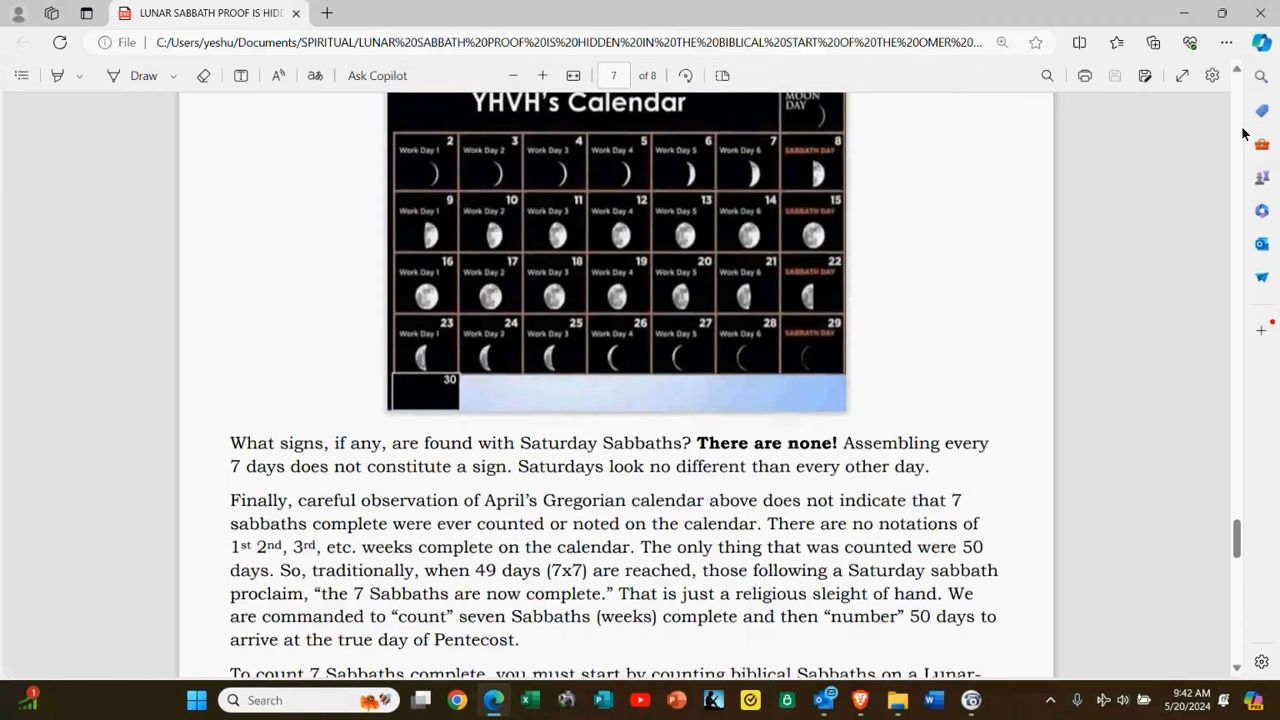 LUNAR SABBATH PROOF IS HIDD
File C:/Users/yeshu/Documents/SPIRITUAL/LUNAR%20SABBATH%20PROOF%20IS%20HIDDEN%20IN%20THE%20BIBLICAL%20START%20OF%20THE%20OMER%20...
Draw Ask Copilot 7 of 8
YHVH's Calendar
MOON
DAY
2 3 4 5 6 7 8
Work Day 1 Work Day 2 Work Day 3 Work Day 4 Work Day 5 Work Day 6 SABBATH DAY
9 10 11 12 13 14 15
Work Day 1 Work Day 2 Work Day 3 Work Day 4 Work Day 5 Work Day 6 SABBATH DAY
16 17 18 19 20 21 22
Work Day 1 Work Day 2 Work Day 3 Work Day 4 Work Day 5 Work Day 6 SABBATH DAY
23 24 25 26 27 28 29
Work Day 1 Work Day 2 Work Day 3 Work Day 4 Work Day 5 Work Day 6 SABBATH DAY
30
What signs, if any, are found with Saturday Sabbaths? There are none! Assembling every
7 days does not constitute a sign. Saturdays look no different than every other day.
Finally, careful observation of April's Gregorian calendar above does not indicate that 7
sabbaths complete were ever counted or noted on the calendar. There are no notations of
1st 2nd, 3rd, etc. weeks complete on the calendar. The only thing that was counted were 50
days. So, traditionally, when 49 days (7x7) are reached, those following a Saturday sabbath
proclaim, “the 7 Sabbaths are now complete.” That is just a religious sleight of hand. We
are commanded to “count” seven Sabbaths (weeks) complete and then “number” 50 days to
arrive at the true day of Pentecost.
To count 7 Sabbaths complete, you must start by counting biblical Sabbaths on a Lunar-
Search
9:42 AM
5/20/2024